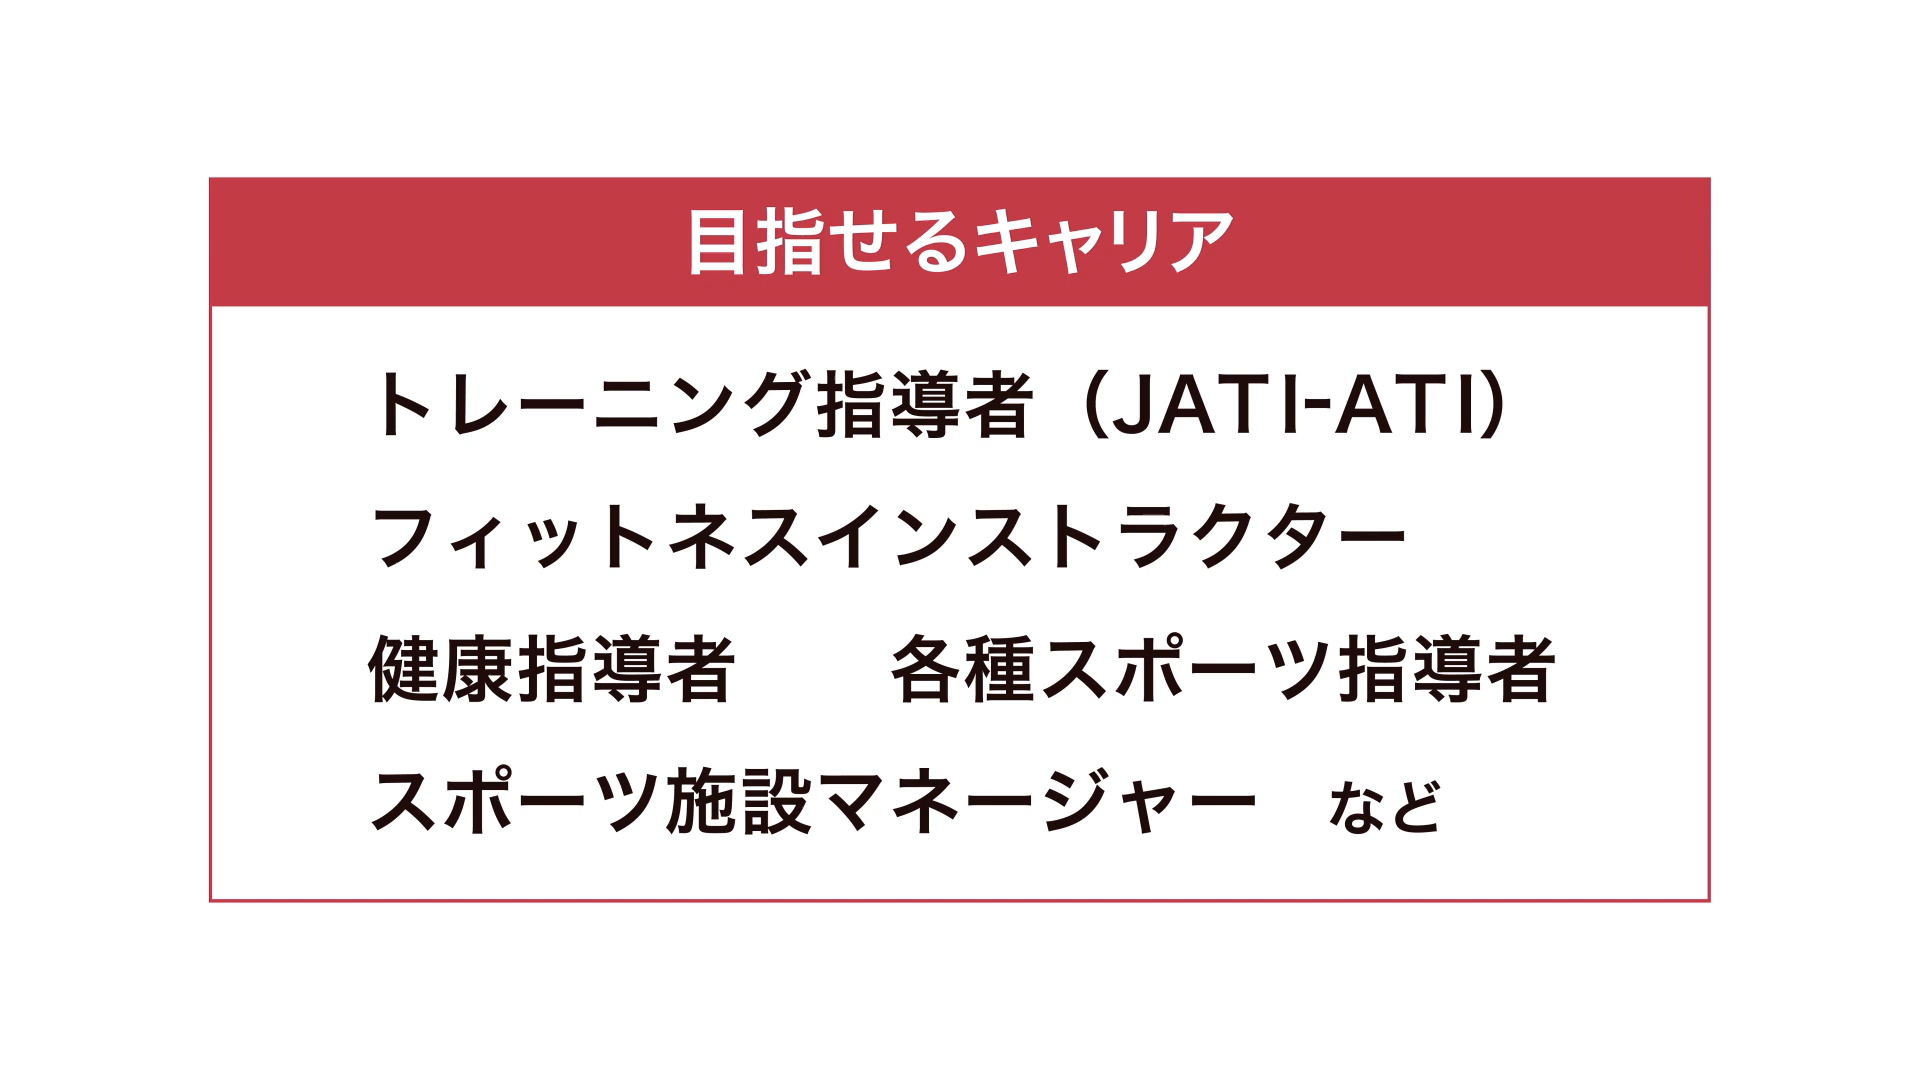 目指せるキャリア
トレーニング指導者（JATI-ATI）
フィットネスインストラクター
健康指導者　　各種スポーツ指導者
スポーツ施設マネージャー　など